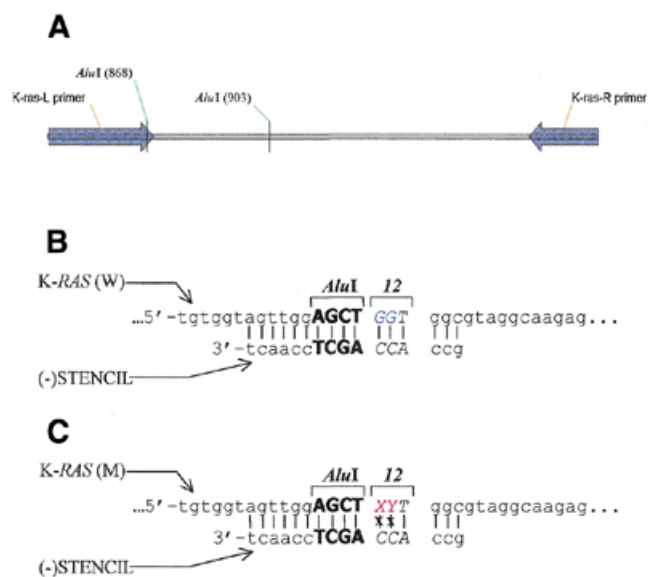 A
AluI (868)
K-ras-L primer
AluI (903)
K-ras-R primer
B
K-RAS (W)
AluI 12
...5' -tgtggtagttggAGCT GGT ggcgtaggcaagag...
3' -tcaaccTCGA CCA ccg
(-)STENCIL
C
K-RAS (M)
AluI 12
...5' -tgtggtagttggAGCT XYT ggcgtaggcaagag...
3' -tcaaccTCGA CCA ccg
(-)STENCIL